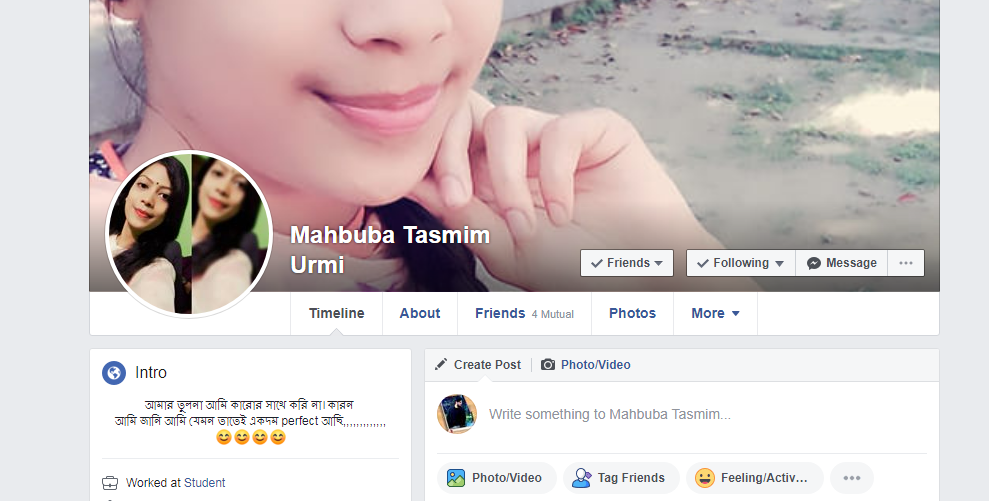 Mahbuba Tasmim
Urmi
Friends
Following
Message
Timeline
About
Friends 4 Mutual
Photos
More
Intro
আমার তুলনা আমি কারোর সাথে করি না। কারন
আমি জানি আমি যেমন তাতেই একদম perfect আছি,,,,,,,,,,,,,
😊😊😊😊
Worked at Student
Create Post
Photo/Video
Write something to Mahbuba Tasmim...
Photo/Video
Tag Friends
Feeling/Activ...